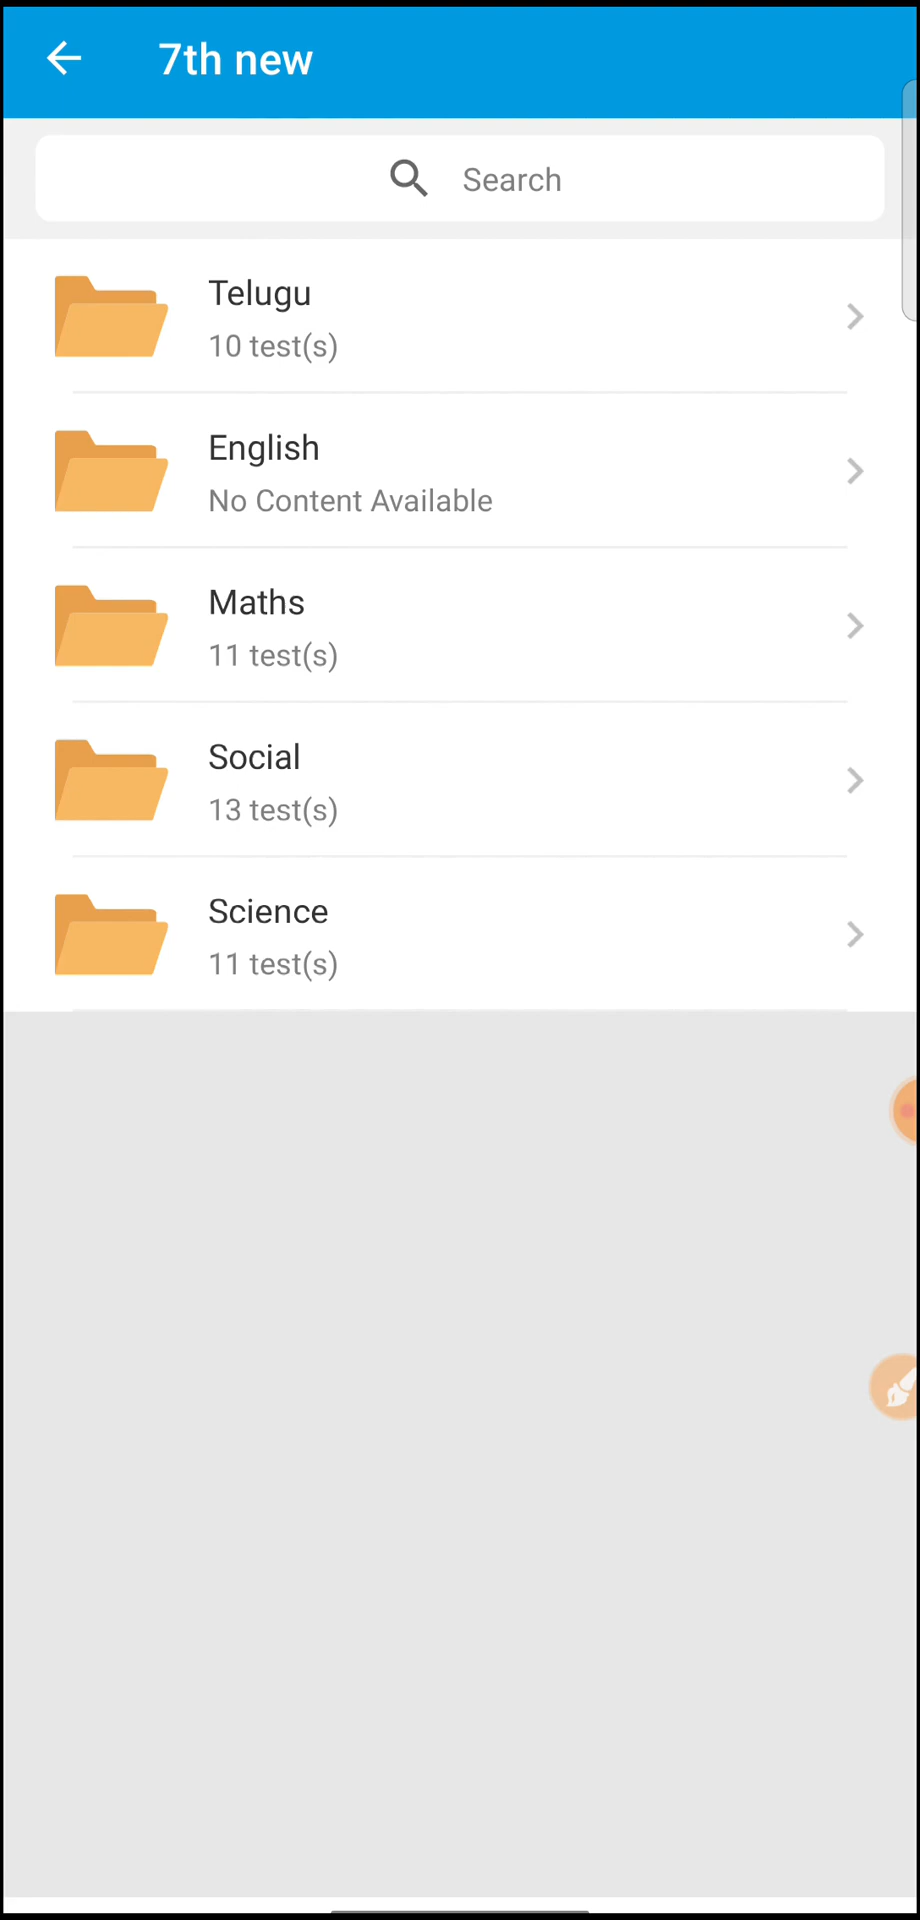 7th new
Search
Telugu
10 test(s)
English
No Content Available
Maths
11 test(s)
Social
13 test(s)
Science
11 test(s)